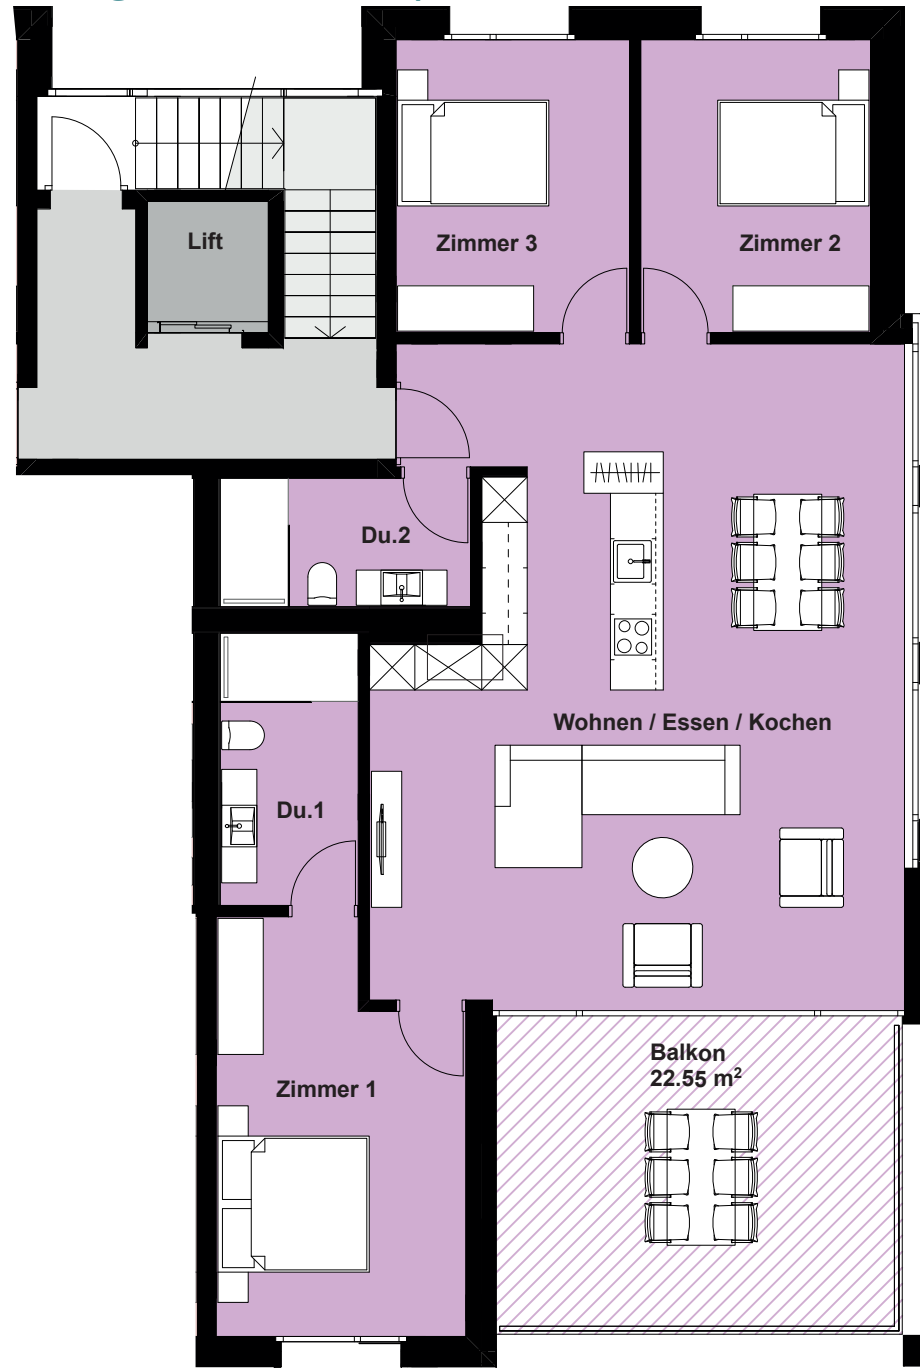 Lift
Zimmer 3
Zimmer 2
Du.2
Wohnen / Essen / Kochen
Du.1
Balkon
22.55 m²
Zimmer 1